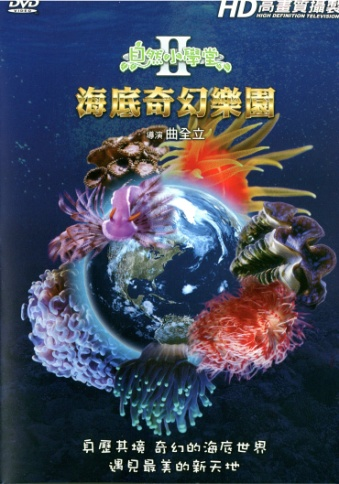 DVD
VIDEO
HD高畫質攝製
HIGH DEFINITION TELEVISION
自然小學堂
II
海底奇幻樂園
導演 曲全立
身歷其境 奇幻的海底世界
遇見最美的新天地